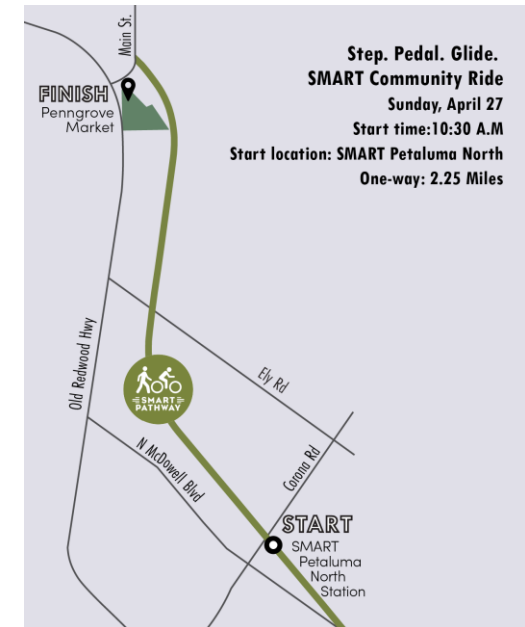 Main St.
Step. Pedal. Glide.
SMART Community Ride
Sunday, April 27
Start time:10:30 A.M
Start location: SMART Petaluma North
One-way: 2.25 Miles
FINISH
Penngrove
Market
Old Redwood Hwy
Ely Rd
SMART
PATHWAY
N McDowell Blvd
Corona Rd
START
SMART
Petaluma
North
Station